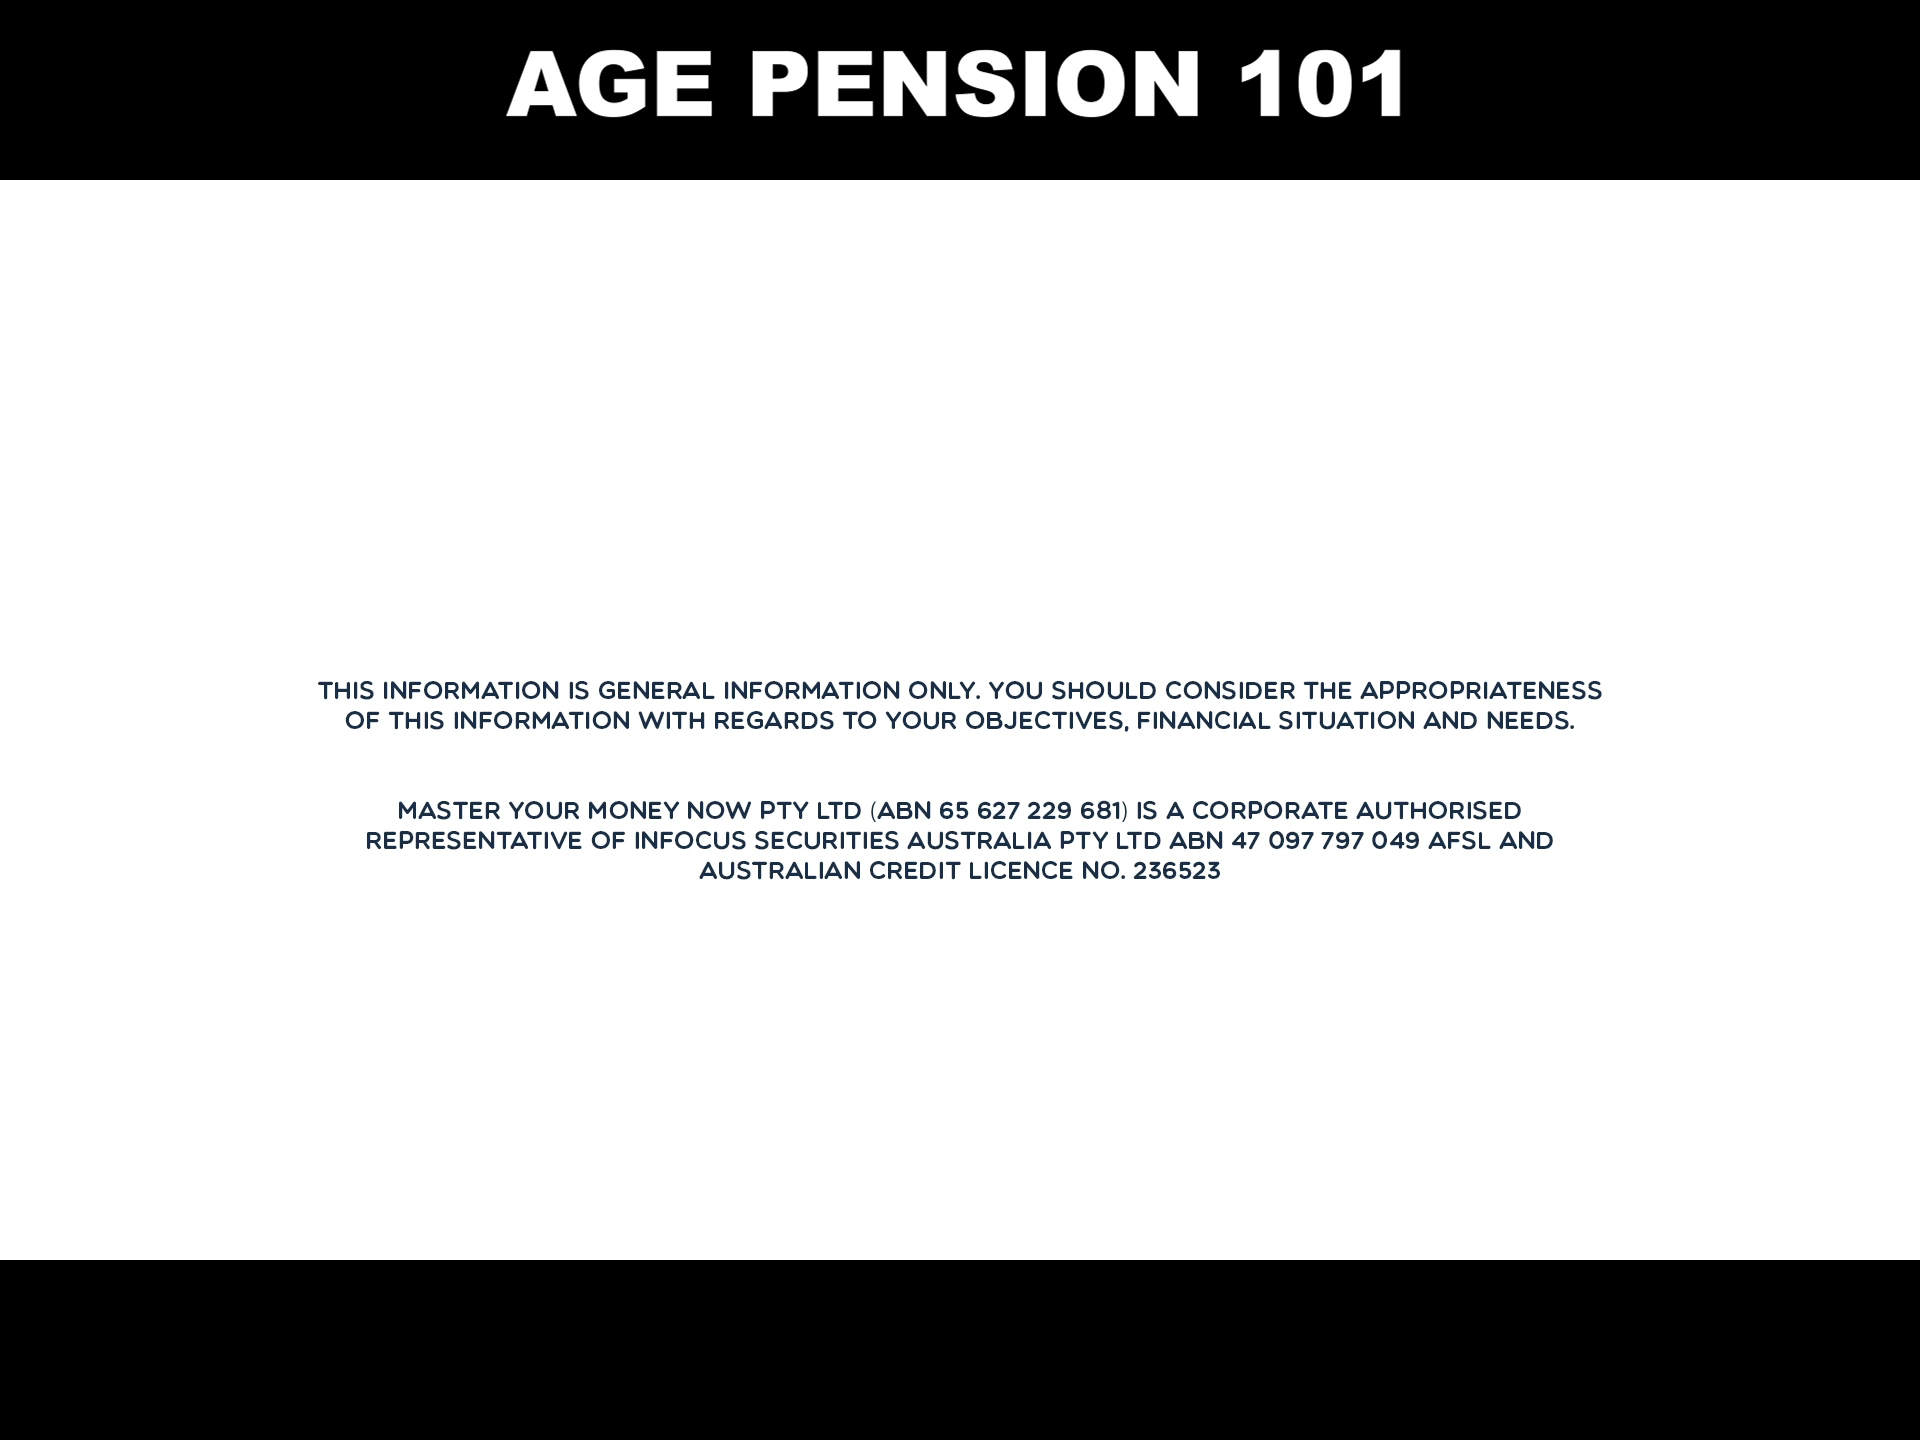 AGE PENSION 101
THIS INFORMATION IS GENERAL INFORMATION ONLY. YOU SHOULD CONSIDER THE APPROPRIATENESS
OF THIS INFORMATION WITH REGARDS TO YOUR OBJECTIVES, FINANCIAL SITUATION AND NEEDS.
MASTER YOUR MONEY NOW PTY LTD (ABN 65 627 229 681) IS A CORPORATE AUTHORISED
REPRESENTATIVE OF INFOCUS SECURITIES AUSTRALIA PTY LTD ABN 47 097 797 049 AFSL AND
AUSTRALIAN CREDIT LICENCE NO. 236523